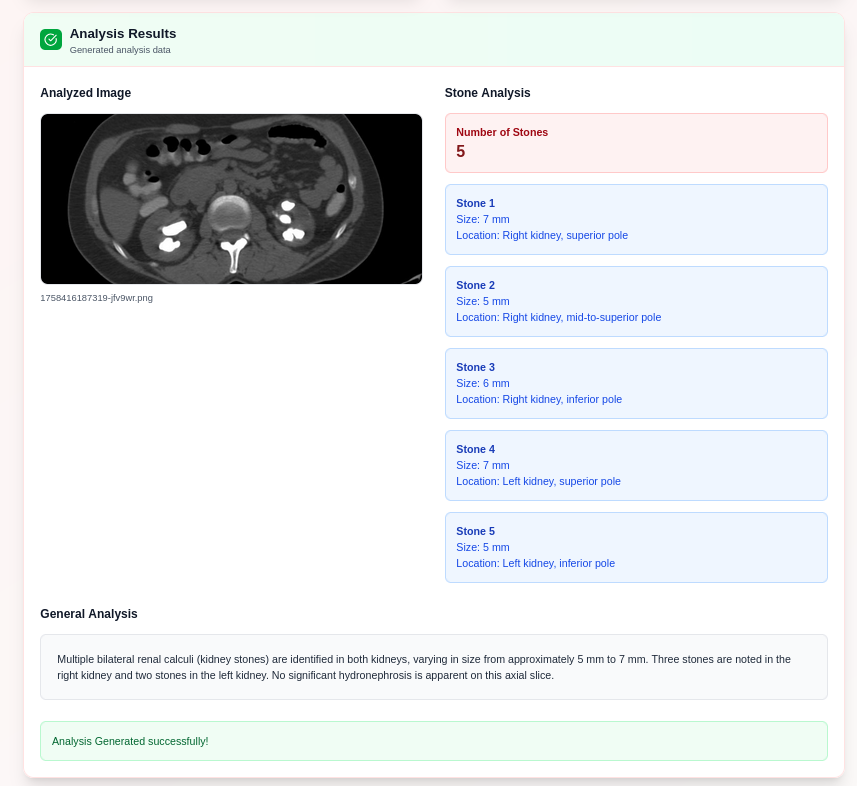 Analysis Results
Generated analysis data
Analyzed Image
1758416187319-jfv9wr.png
Stone Analysis
Number of Stones
5
Stone 1
Size: 7 mm
Location: Right kidney, superior pole
Stone 2
Size: 5 mm
Location: Right kidney, mid-to-superior pole
Stone 3
Size: 6 mm
Location: Right kidney, inferior pole
Stone 4
Size: 7 mm
Location: Left kidney, superior pole
Stone 5
Size: 5 mm
Location: Left kidney, inferior pole
General Analysis
Multiple bilateral renal calculi (kidney stones) are identified in both kidneys, varying in size from approximately 5 mm to 7 mm. Three stones are noted in the
right kidney and two stones in the left kidney. No significant hydronephrosis is apparent on this axial slice.
Analysis Generated successfully!